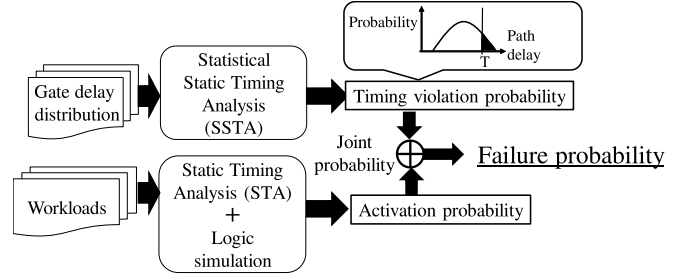 Probability
Path
delay
T
Statistical
Static Timing
Analysis
(SSTA)
Gate delay
distribution
Timing violation probability
Joint
probability
Failure probability
Static Timing
Analysis (STA)
+
Logic
simulation
Workloads
Activation probability